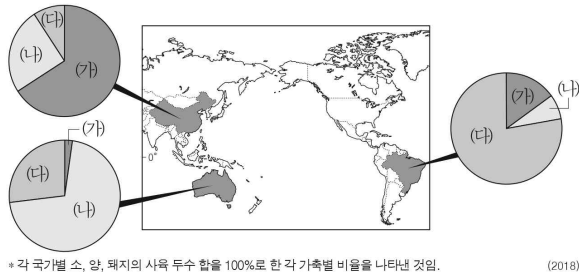 (다)
(나)
(가)
(가)
(다)
(나)
0°
(가)
(나)
(다)
* 각 국가별 소, 양, 돼지의 사육 두수 합을 100%로 한 각 가축별 비율을 나타낸 것임. (2018)